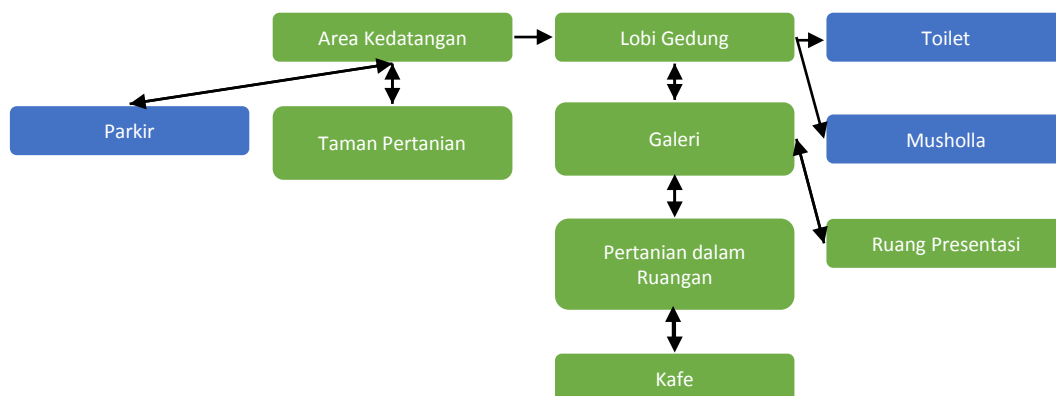 Area Kedatangan
Lobi Gedung
Toilet
Parkir
Taman Pertanian
Galeri
Musholla
Pertanian dalam
Ruangan
Ruang Presentasi
Kafe